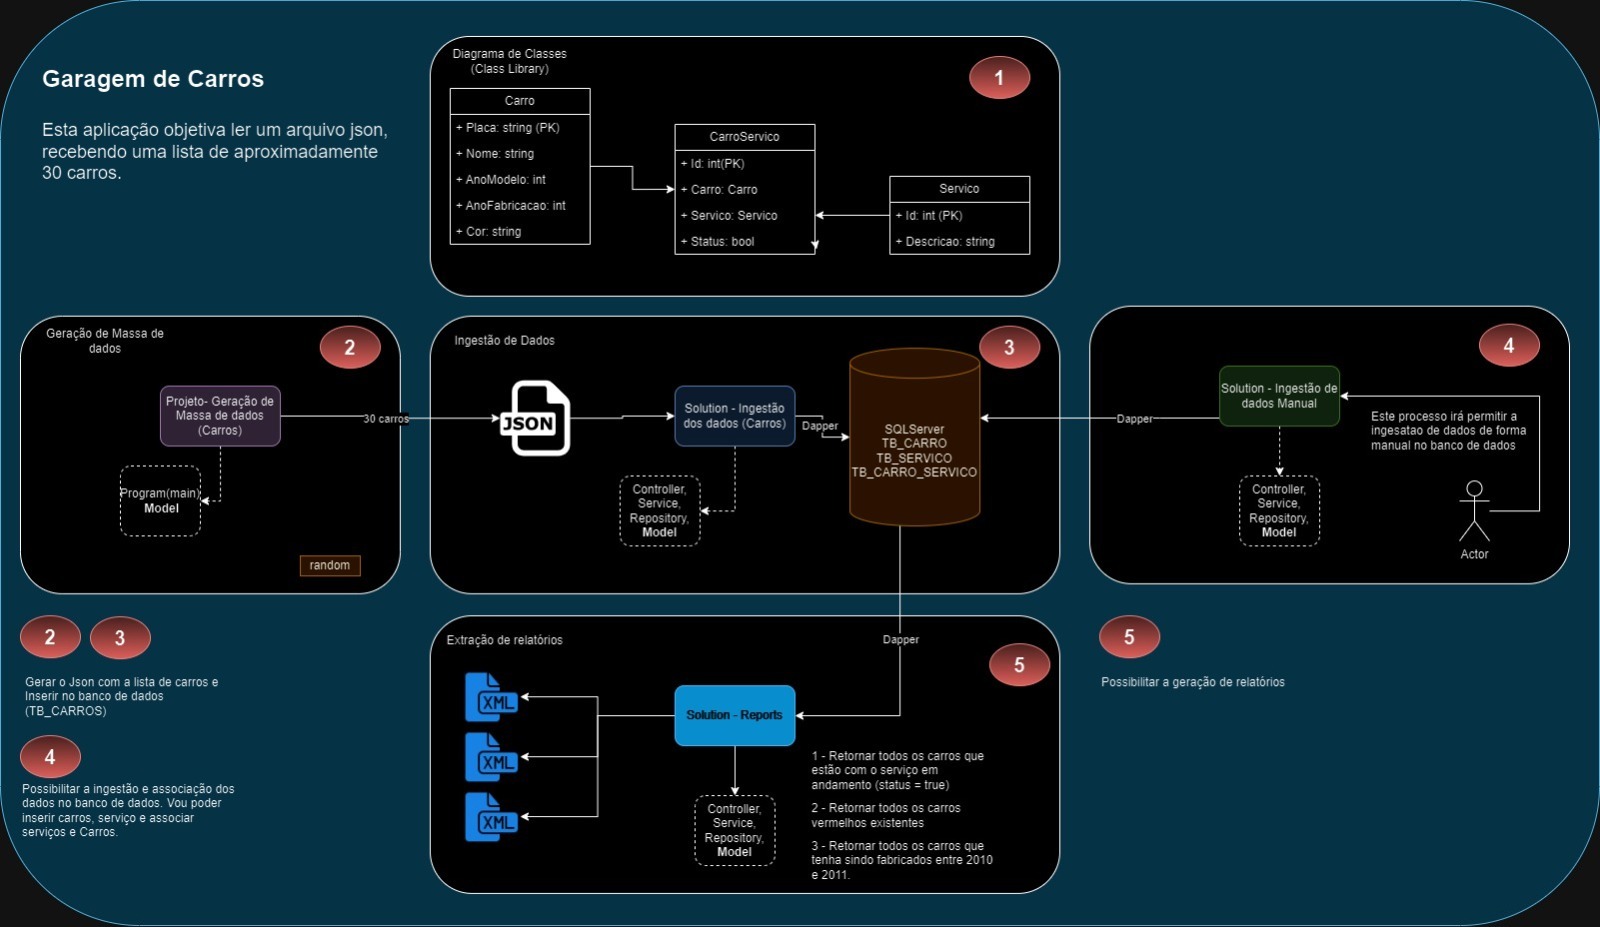 Garagem de Carros
Esta aplicação objetiva ler um arquivo json,
recebendo uma lista de aproximadamente
30 carros.
Diagrama de Classes
(Class Library)
1
Carro
+ Placa: string (PK)
+ Nome: string
+ AnoModelo: int
+ AnoFabricacao: int
+ Cor: string
CarroServico
+ Id: int(PK)
+ Carro: Carro
+ Servico: Servico
+ Status: bool
Servico
+ Id: int (PK)
+ Descricao: string
Geração de Massa de
dados
2
Projeto- Geração de
Massa de dados
(Carros)
Program(main)
Model
random
30 carros
Ingestão de Dados
3
JSON
Solution - Ingestão
dos dados (Carros)
Dapper
Controller,
Service,
Repository,
Model
SQLServer
TB_CARRO
TB_SERVICO
TB_CARRO_SERVICO
Dapper
4
Solution - Ingestão de
dados Manual
Este processo irá permitir a
ingesatao de dados de forma
manual no banco de dados
Controller,
Service,
Repository,
Model
Actor
2
3
Gerar o Json com a lista de carros e
Inserir no banco de dados
(TB_CARROS)
4
Possibilitar a ingestão e associação dos
dados no banco de dados. Vou poder
inserir carros, serviço e associar
serviços e Carros.
Extração de relatórios
Dapper
5
XML
XML
XML
Solution - Reports
Controller,
Service,
Repository,
Model
1 - Retornar todos os carros que
estão com o serviço em
andamento (status = true)
2 - Retornar todos os carros
vermelhos existentes
3 - Retornar todos os carros que
tenha sindo fabricados entre 2010
e 2011.
5
Possibilitar a geração de relatórios